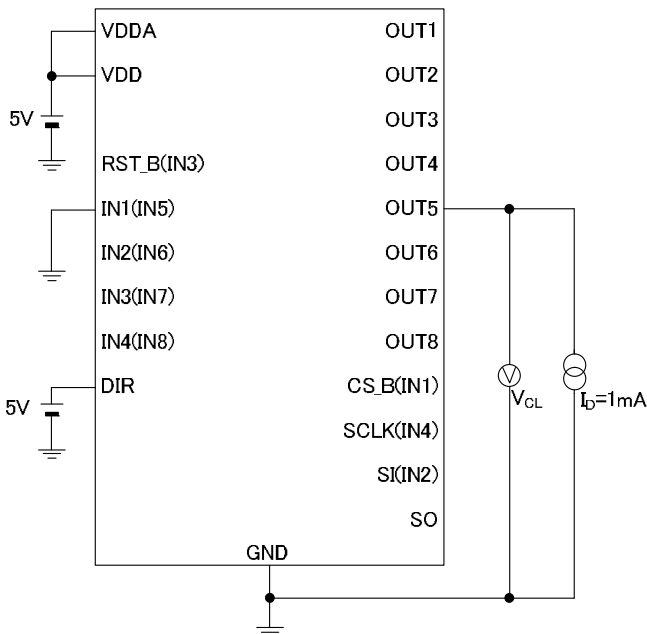 VDDA
VDD
5V
RST_B(IN3)
IN1(IN5)
IN2(IN6)
IN3(IN7)
IN4(IN8)
DIR
5V
OUT1
OUT2
OUT3
OUT4
OUT5
OUT6
OUT7
OUT8
CS_B(IN1)
SCLK(IN4)
SI(IN2)
SO
GND
V
VCL
ID=1mA